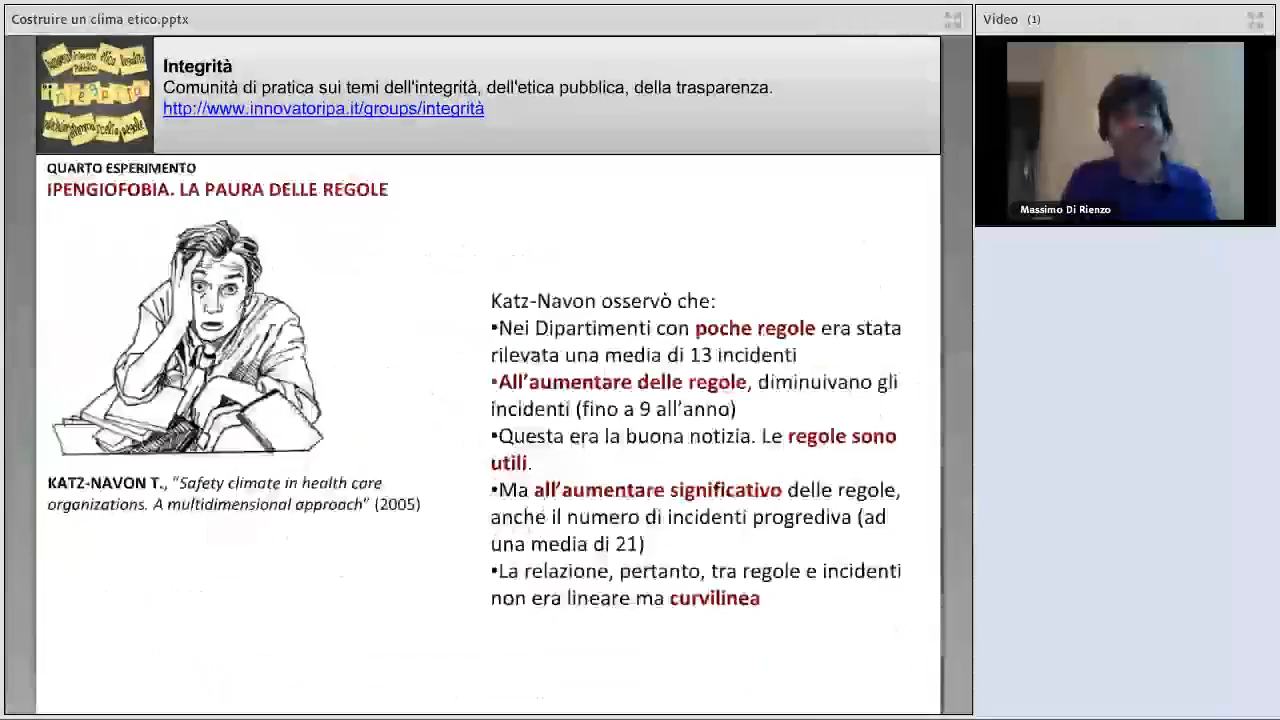 Costruire un clima etico.pptx
Video (1)
Integrità
Comunità di pratica sui temi dell'integrità, dell'etica pubblica, della trasparenza.
http://www.innovatoripa.it/groups/integrità
QUARTO ESPERIMENTO
IPENGIOFOBIA. LA PAURA DELLE REGOLE
Massimo Di Rienzo
Katz-Navon osservò che:
•Nei Dipartimenti con poche regole era stata
rilevata una media di 13 incidenti
•All'aumentare delle regole, diminuivano gli
incidenti (fino a 9 all'anno)
•Questa era la buona notizia. Le regole sono
utili.
•Ma all'aumentare significativo delle regole,
anche il numero di incidenti progrediva (ad
una media di 21)
•La relazione, pertanto, tra regole e incidenti
non era lineare ma curvilinea
KATZ-NAVON T., “Safety climate in health care
organizations. A multidimensional approach” (2005)